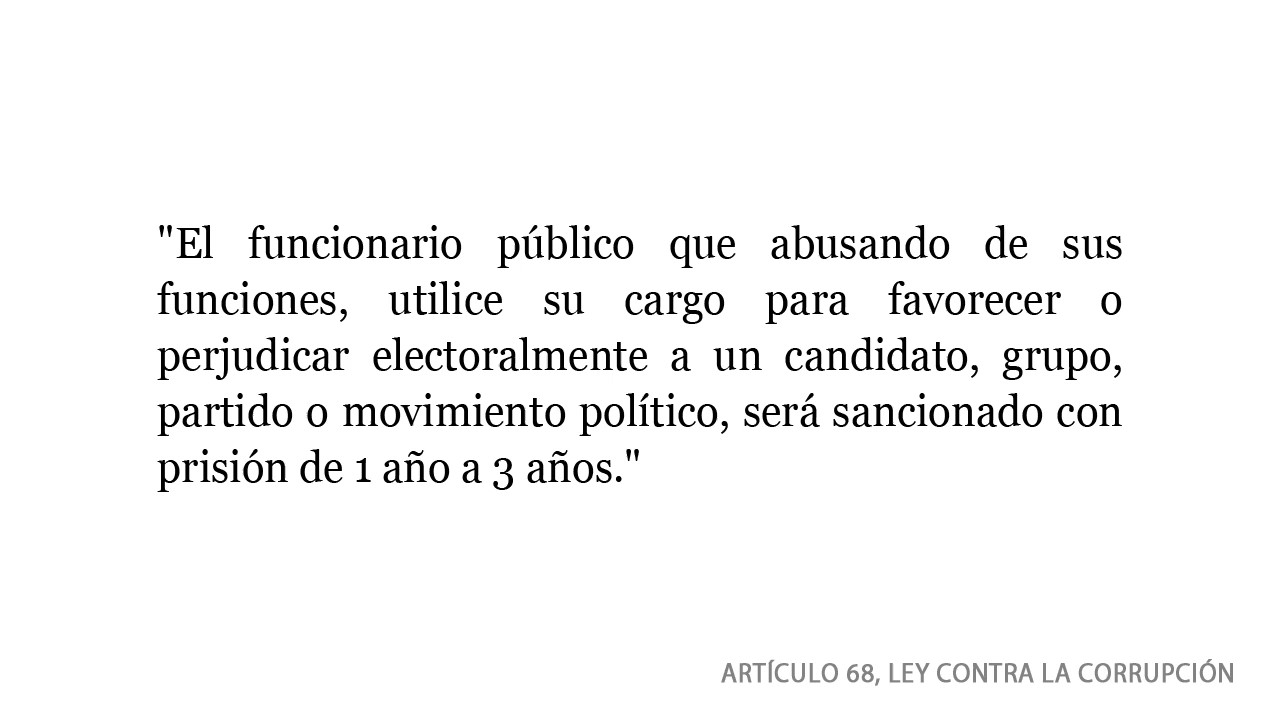 "El funcionario público que abusando de sus
funciones, utilice su cargo para favorecer o
perjudicar electoralmente a un candidato, grupo,
partido o movimiento político, será sancionado con
prisión de 1 año a 3 años."
ARTÍCULO 68, LEY CONTRA LA CORRUPCIÓN